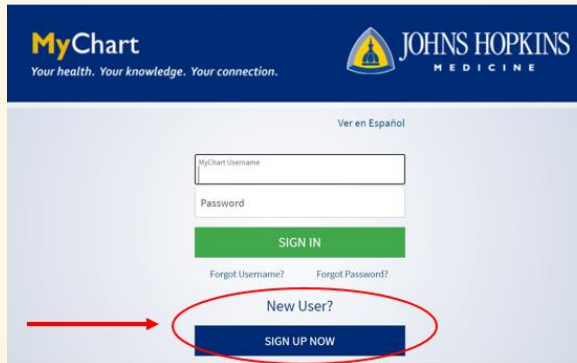 MyChart
Your health. Your knowledge. Your connection.
JOHNS HOPKINS
MEDICINE
Ver en Español
MyChart Username
Password
SIGN IN
Forgot Username? Forgot Password?
New User?
SIGN UP NOW